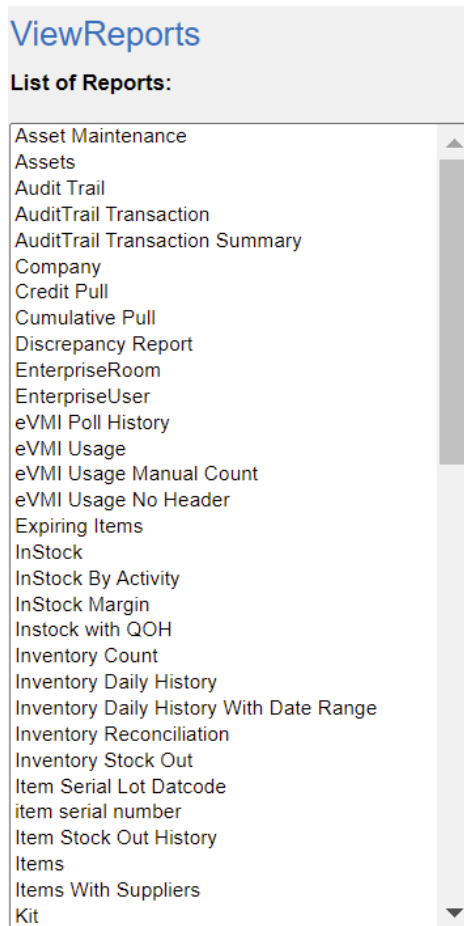 ViewReports
List of Reports:
Asset Maintenance
Assets
Audit Trail
AuditTrail Transaction
AuditTrail Transaction Summary
Company
Credit Pull
Cumulative Pull
Discrepancy Report
EnterpriseRoom
EnterpriseUser
eVMI Poll History
eVMI Usage
eVMI Usage Manual Count
eVMI Usage No Header
Expiring Items
InStock
InStock By Activity
InStock Margin
Instock with QOH
Inventory Count
Inventory Daily History
Inventory Daily History With Date Range
Inventory Reconciliation
Inventory Stock Out
Item Serial Lot Datcode
item serial number
Item Stock Out History
Items
Items With Suppliers
Kit